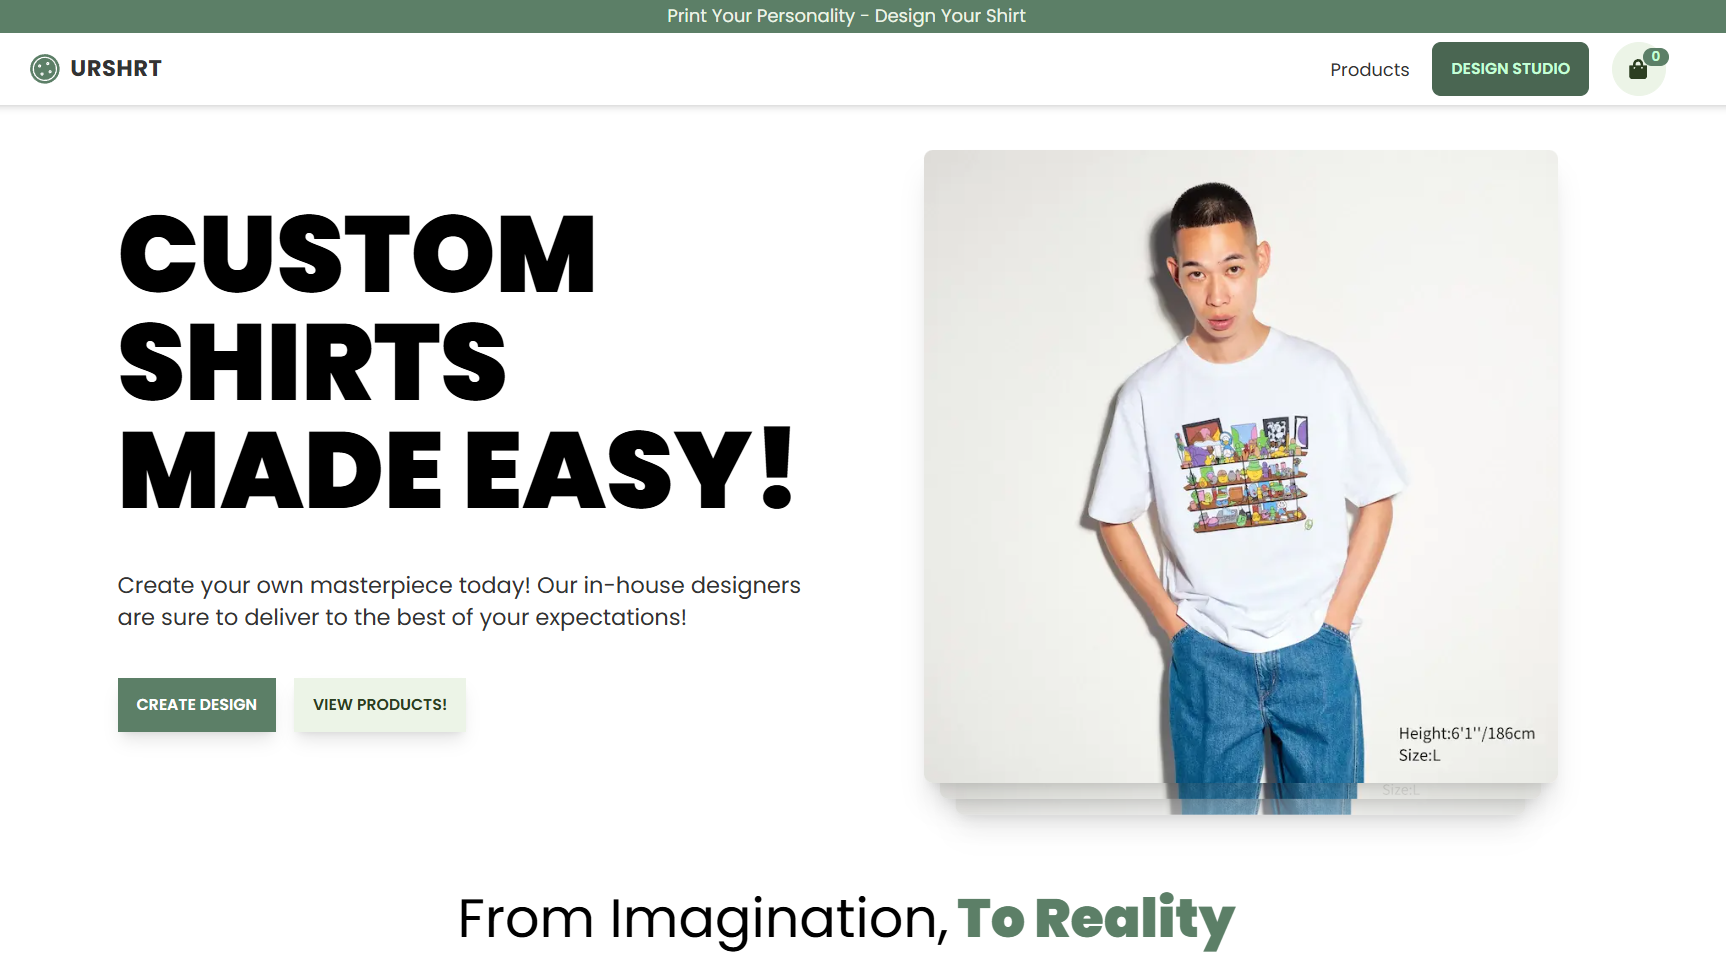 Print Your Personality - Design Your Shirt
URSHRT
Products
DESIGN STUDIO
0
CUSTOM
SHIRTS
MADE EASY!
Create your own masterpiece today! Our in-house designers
are sure to deliver to the best of your expectations!
CREATE DESIGN
VIEW PRODUCTS!
Height:6'1''/186cm
Size:L
Size:L
From Imagination, To Reality